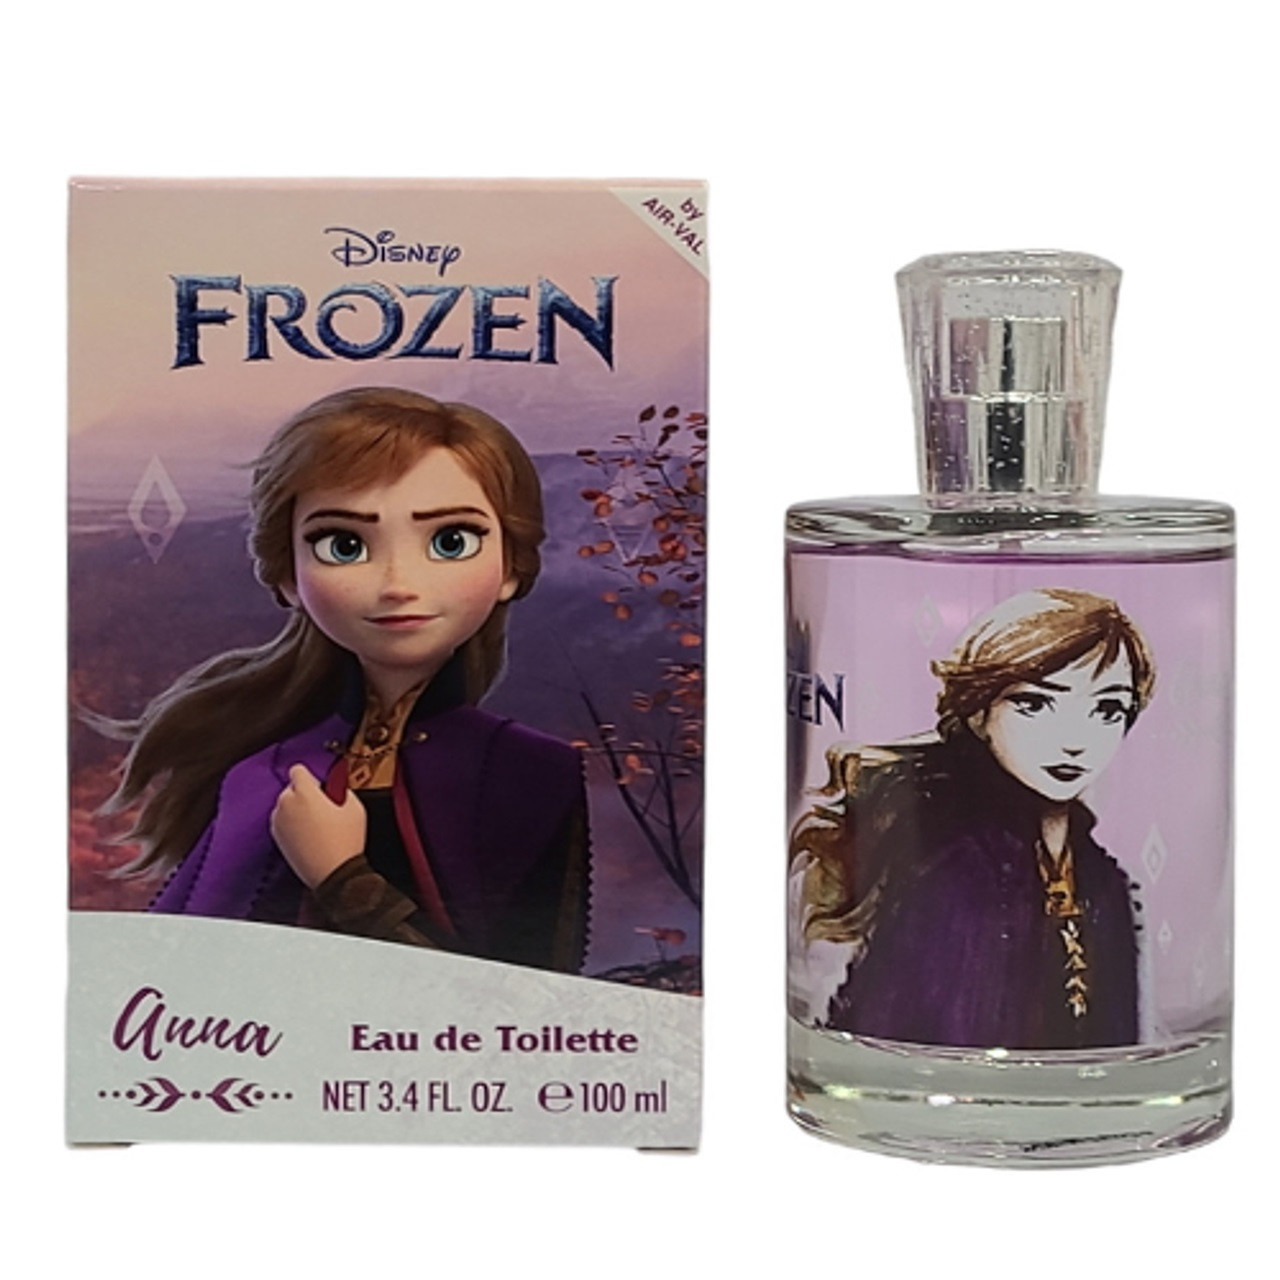 by
AIR-VAL
Disney
FROZEN
Anna
Eau de Toilette
NET 3.4 FL. OZ. ℮100 ml
ZEN